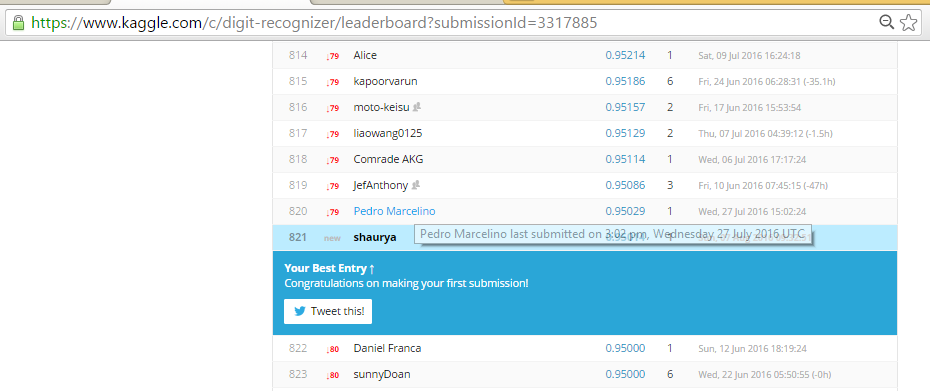 https://www.kaggle.com/c/digit-recognizer/leaderboard?submissionId=3317885
814 ↓79 Alice 0.95214 1 Sat, 09 Jul 2016 16:24:18
815 ↓79 kapoorvarun 0.95186 6 Fri, 24 Jun 2016 06:28:31 (-35.1h)
816 ↓79 moto-keisu 0.95157 2 Fri, 17 Jun 2016 15:53:54
817 ↓79 liaowang0125 0.95129 2 Thu, 07 Jul 2016 04:39:12 (-1.5h)
818 ↓79 Comrade AKG 0.95114 1 Wed, 06 Jul 2016 17:17:24
819 ↓79 JefAnthony 0.95086 3 Fri, 10 Jun 2016 07:45:15 (-47h)
820 ↓79 Pedro Marcelino 0.95029 1 Wed, 27 Jul 2016 15:02:24
Pedro Marcelino last submitted on 3:02 pm, Wednesday 27 July 2016 UTC
821 new shaurya
Your Best Entry ↑
Congratulations on making your first submission!
Tweet this!
822 ↓80 Daniel Franca 0.95000 1 Sun, 12 Jun 2016 18:19:24
823 ↓80 sunnyDoan 0.95000 6 Wed, 22 Jun 2016 05:50:55 (-0h)